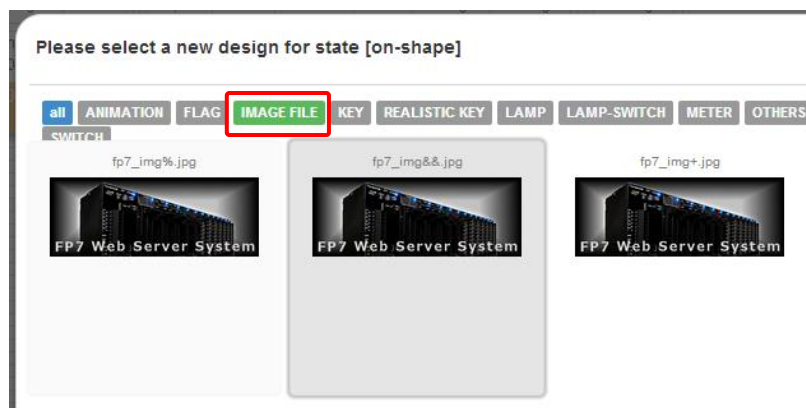 Please select a new design for state [on-shape]
all ANIMATION FLAG IMAGE FILE KEY REALISTIC KEY LAMP LAMP-SWITCH METER OTHERS
SWITCH
fp7_img%.jpg fp7_img&&.jpg fp7_img+.jpg
FP7 Web Server System FP7 Web Server System FP7 Web Server System